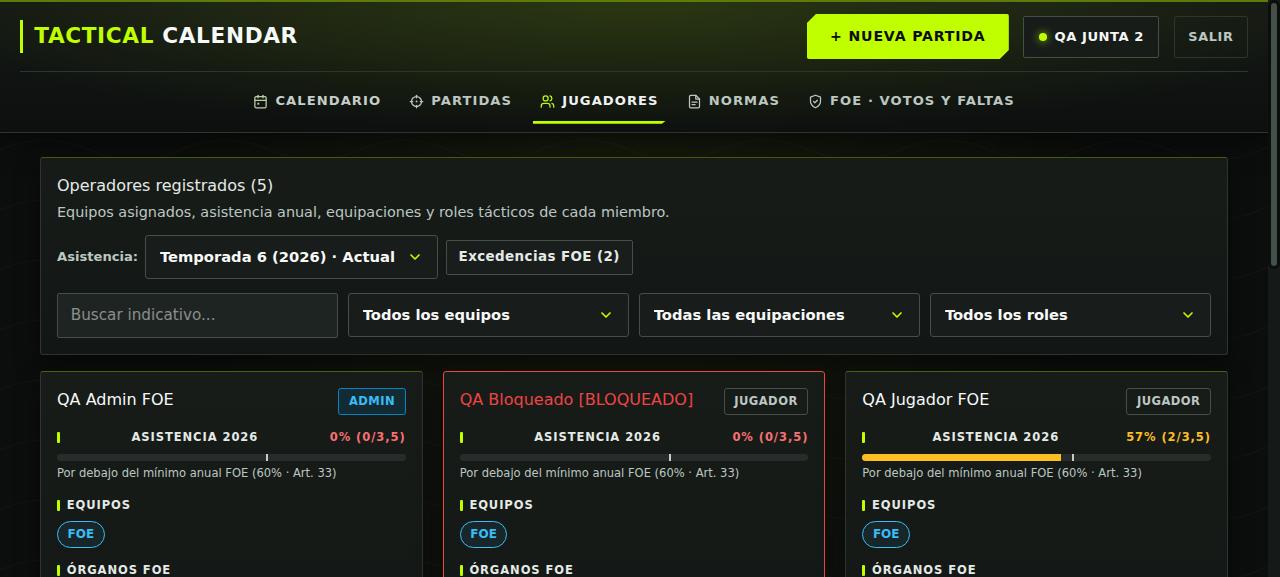 TACTICAL CALENDAR
+ NUEVA PARTIDA
QA JUNTA 2
SALIR
CALENDARIO
PARTIDAS
JUGADORES
NORMAS
FOE · VOTOS Y FALTAS
Operadores registrados (5)
Equipos asignados, asistencia anual, equipaciones y roles tácticos de cada miembro.
Asistencia:
Temporada 6 (2026) · Actual
Excedencias FOE (2)
Buscar indicativo...
Todos los equipos
Todas las equipaciones
Todos los roles
QA Admin FOE
ADMIN
ASISTENCIA 2026
0% (0/3,5)
Por debajo del mínimo anual FOE (60% · Art. 33)
EQUIPOS
FOE
ÓRGANOS FOE
QA Bloqueado [BLOQUEADO]
JUGADOR
ASISTENCIA 2026
0% (0/3,5)
Por debajo del mínimo anual FOE (60% · Art. 33)
EQUIPOS
FOE
ÓRGANOS FOE
QA Jugador FOE
JUGADOR
ASISTENCIA 2026
57% (2/3,5)
Por debajo del mínimo anual FOE (60% · Art. 33)
EQUIPOS
FOE
ÓRGANOS FOE